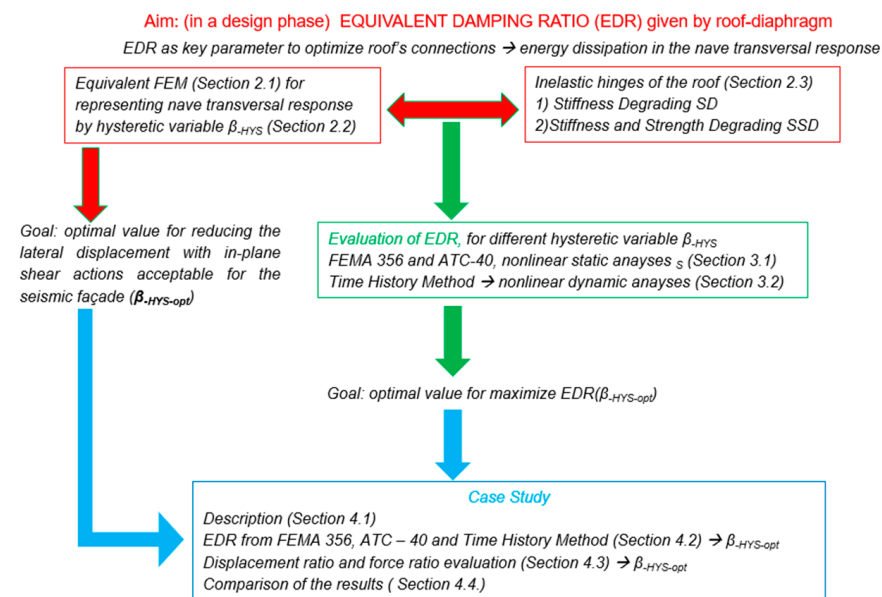 Aim: (in a design phase) EQUIVALENT DAMPING RATIO (EDR) given by roof-diaphragm
EDR as key parameter to optimize roof's connections → energy dissipation in the nave transversal response
Equivalent FEM (Section 2.1) for
representing nave transversal response
by hysteretic variable β-HYS (Section 2.2)
Inelastic hinges of the roof (Section 2.3)
1) Stiffness Degrading SD
2)Stiffness and Strength Degrading SSD
Goal: optimal value for reducing the
lateral displacement with in-plane
shear actions acceptable for the
seismic façade (β-HYS-opt)
Evaluation of EDR, for different hysteretic variable β-HYS
FEMA 356 and ATC-40, nonlinear static anayses S (Section 3.1)
Time History Method → nonlinear dynamic anayses (Section 3.2)
Goal: optimal value for maximize EDR(β-HYS-opt)
Case Study
Description (Section 4.1)
EDR from FEMA 356, ATC – 40 and Time History Method (Section 4.2) → β-HYS-opt
Displacement ratio and force ratio evaluation (Section 4.3) → β-HYS-opt
Comparison of the results ( Section 4.4.)